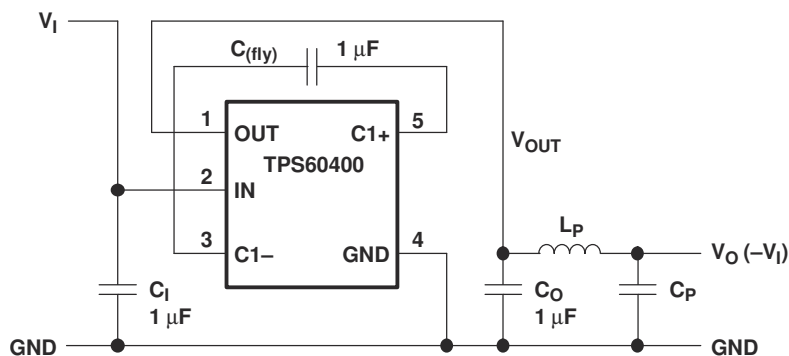 V_I
C_(fly) 1 μF
1 OUT C1+ 5
TPS60400
V_OUT
2 IN
L_P
3 C1– GND 4
V_O (–V_I)
C_I
1 μF
C_O
1 μF
C_P
GND
GND